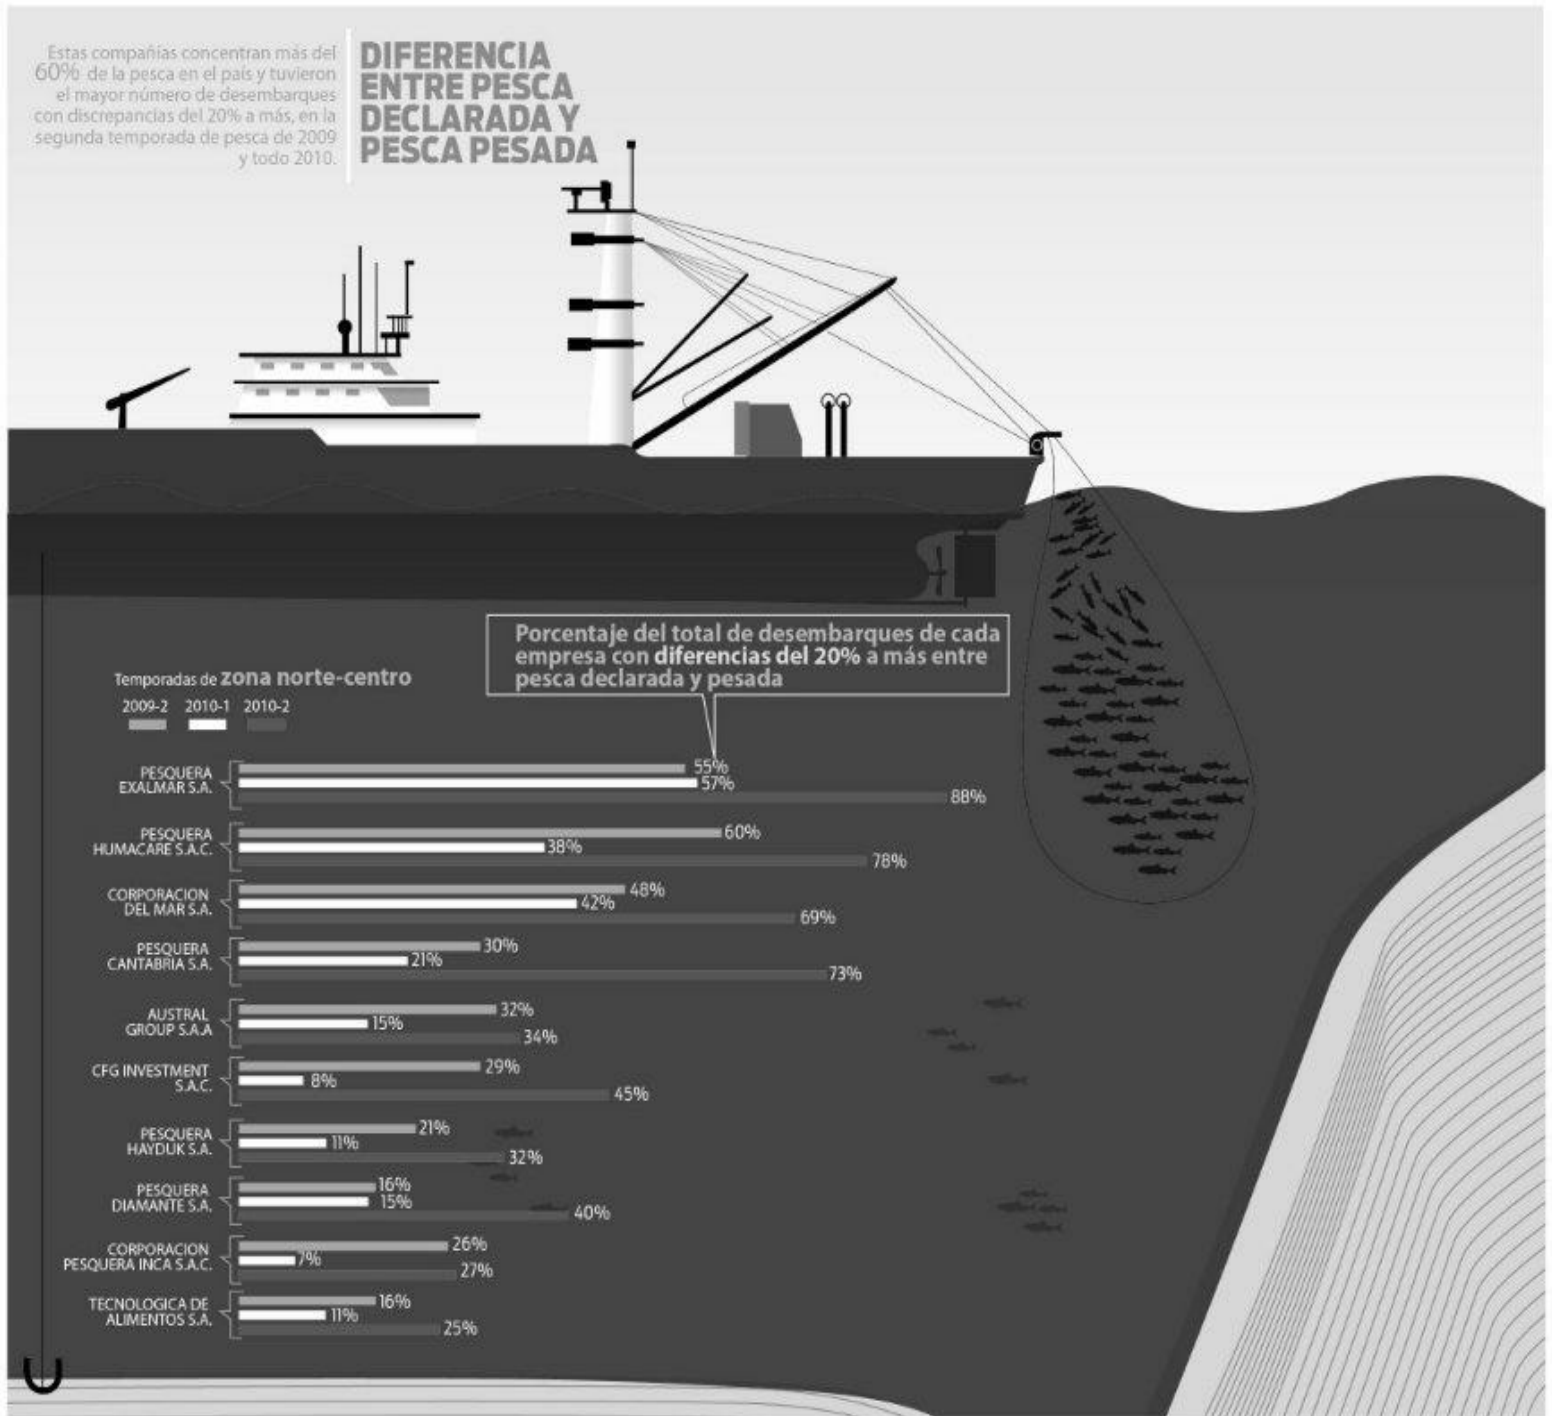 Estas compañias concentran más del
60% de la pesca en el país y tuvieron
el mayor número de desembarques
con discrepancias del 20% a más, en la
segunda temporada de pesca de 2009
y todo 2010.
DIFERENCIA
ENTRE PESCA
DECLARADA Y
PESCA PESADA
Porcentaje del total de desembarques de cada
empresa con diferencias del 20% a más entre
pesca declarada y pesada
Temporadas de zona norte-centro
2009-2 2010-1 2010-2
PESQUERA
EXALMAR S.A.
55%
57%
88%
PESQUERA
HUMACARE S.A.C.
60%
38%
78%
CORPORACION
DEL MAR S.A.
48%
42%
69%
PESQUERA
CANTABRIA S.A.
30%
21%
73%
AUSTRAL
GROUP S.A.A
32%
15%
34%
CFG INVESTMENT
S.A.C.
29%
8%
45%
PESQUERA
HAYDUK S.A.
21%
11%
32%
PESQUERA
DIAMANTE S.A.
16%
15%
40%
CORPORACION
PESQUERA INCA S.A.C.
26%
7%
27%
TECNOLOGICA DE
ALIMENTOS S.A.
16%
11%
25%